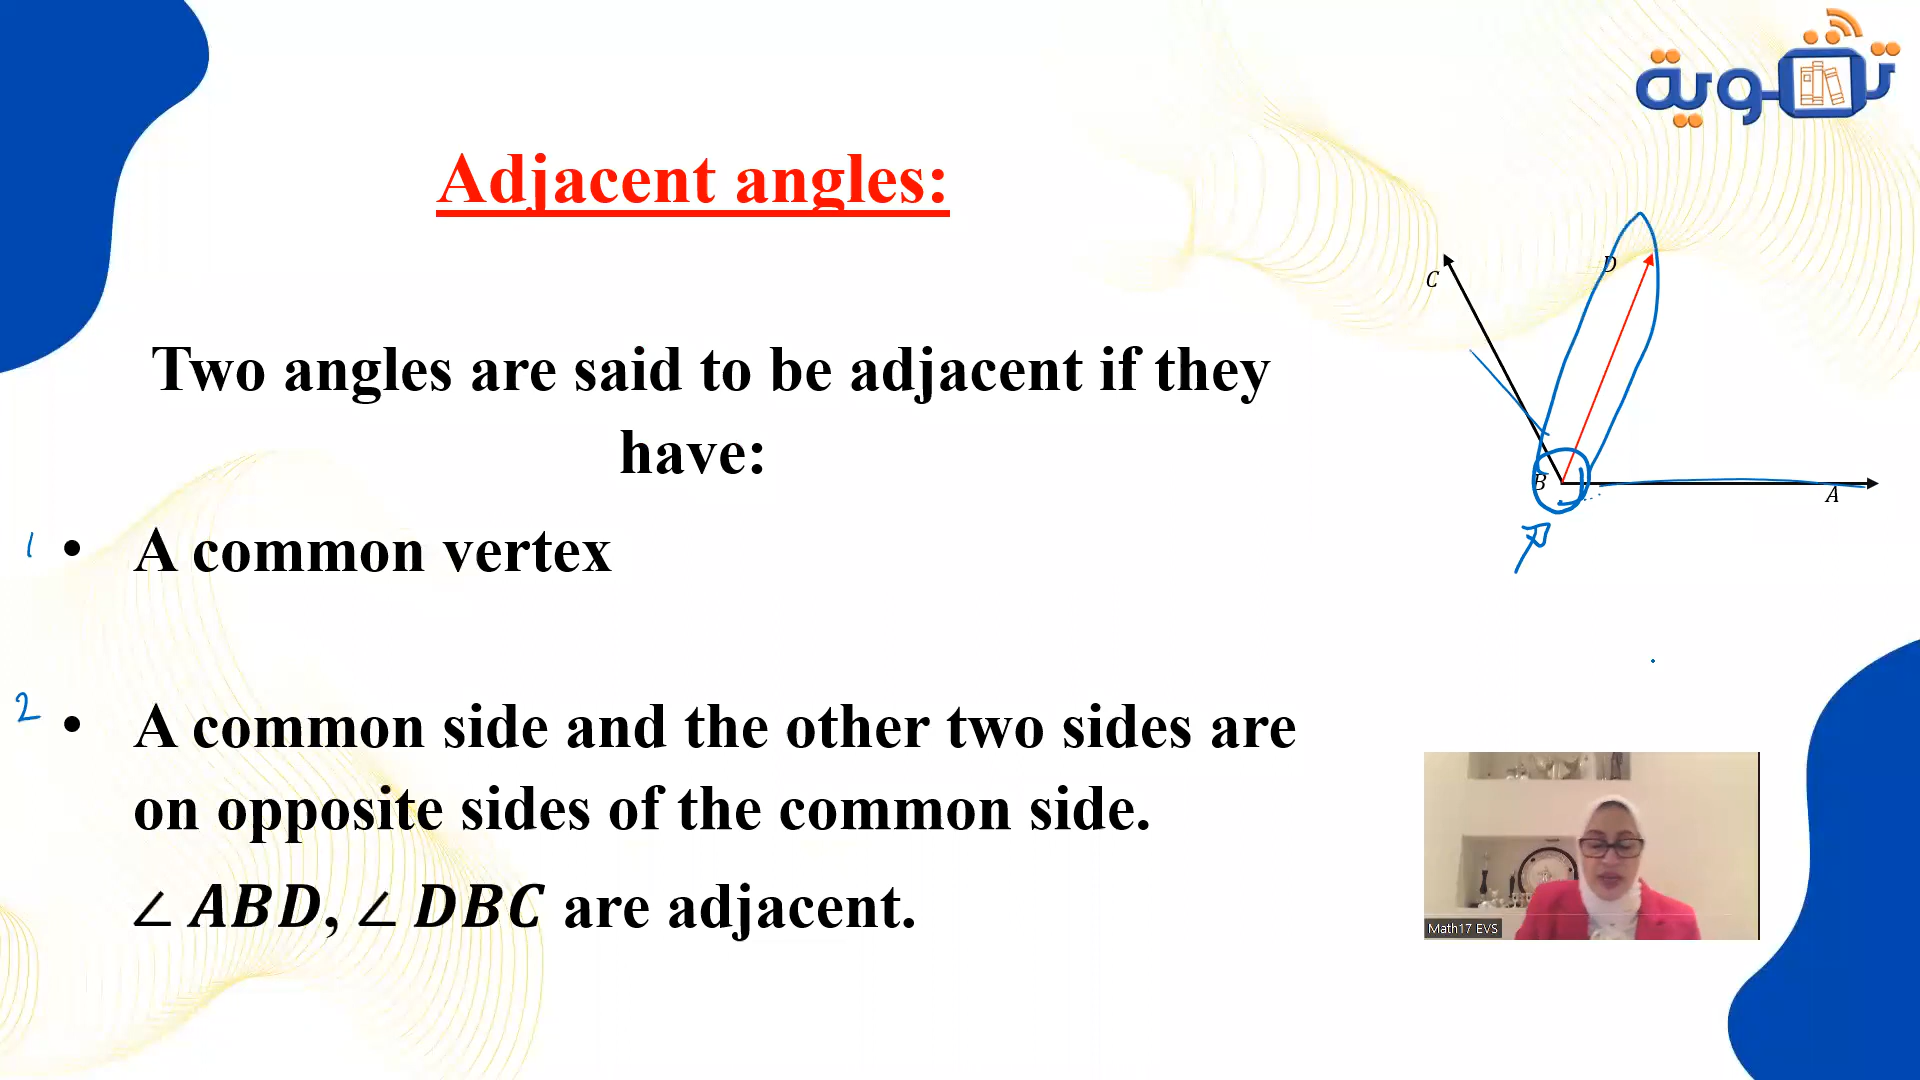 ثانوية
Adjacent angles:
Two angles are said to be adjacent if they
have:
1 • A common vertex
2 • A common side and the other two sides are
on opposite sides of the common side.
∠ ABD, ∠ DBC are adjacent.
C
D
B
A
Math17 EVS